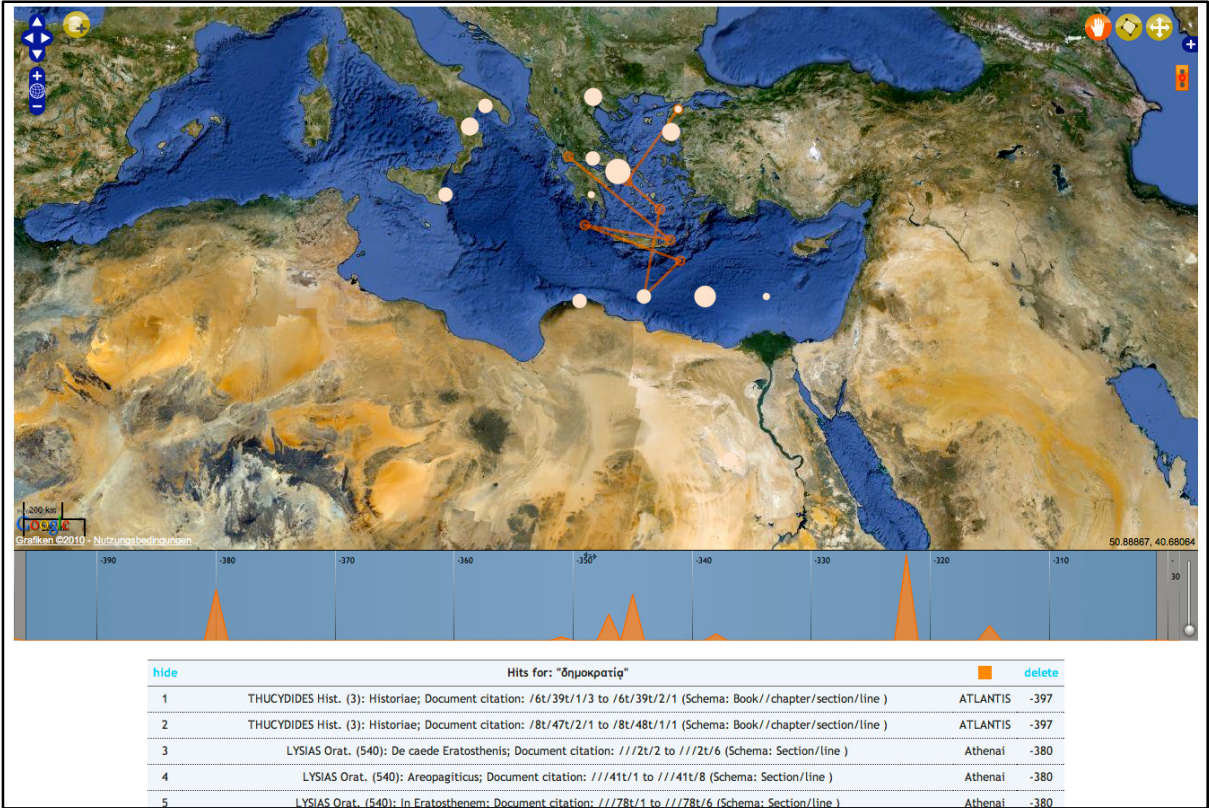 200 km
Google
Grafiken ©2010 - Nutzungsbedingungen
50.88867, 40.68064
-390 -380 -370 -360 -350 -340 -330 -320 -310
30
hide Hits for: "δημοκρατίᾳ" delete
1 THUCYDIDES Hist. (3): Historiae; Document citation: /6t/39t/1/3 to /6t/39t/2/1 (Schema: Book//chapter/section/line ) ATLANTIS -397
2 THUCYDIDES Hist. (3): Historiae; Document citation: /8t/47t/2/1 to /8t/48t/1/1 (Schema: Book//chapter/section/line ) ATLANTIS -397
3 LYSIAS Orat. (540): De caede Eratosthenis; Document citation: ///2t/2 to ///2t/6 (Schema: Section/line ) Athenai -380
4 LYSIAS Orat. (540): Areopagiticus; Document citation: ///41t/1 to ///41t/8 (Schema: Section/line ) Athenai -380
5 LYSIAS Orat. (540): In Eratosthenem; Document citation: ///78t/1 to ///78t/6 (Schema: Section/line ) Athenai -380